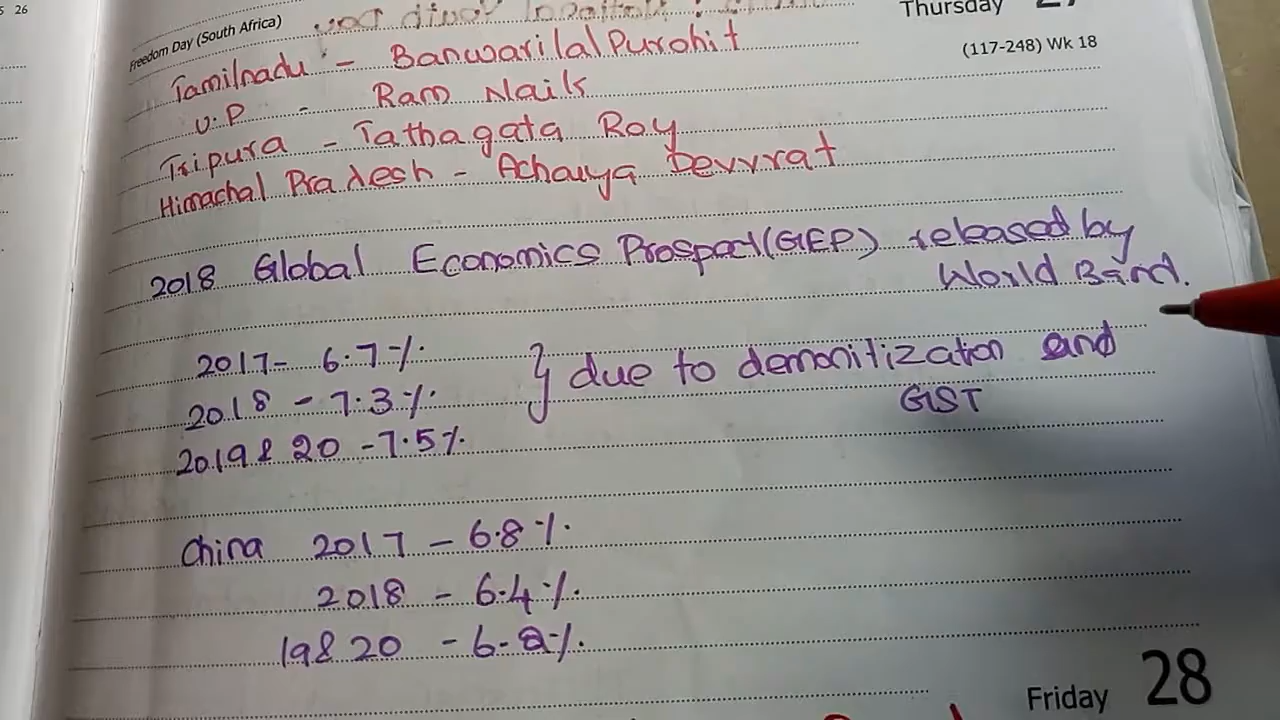 5 26
Freedom Day (South Africa)
Thursday
(117-248) Wk 18
Tamilnadu - Banwarilal Purohit
U.P - Ram Naik
Tripura - Tathagata Roy
Himachal Pradesh - Acharya Devvrat
2018 Global Economics Prospect (GEP) released by
World Bank.
2017- 6.7%.
2018 - 7.3%.
2019 & 20 -7.5%.
} due to demonitization and
GST
China 2017 - 6.8%.
2018 - 6.4%.
19 & 20 - 6.2%.
Friday 28